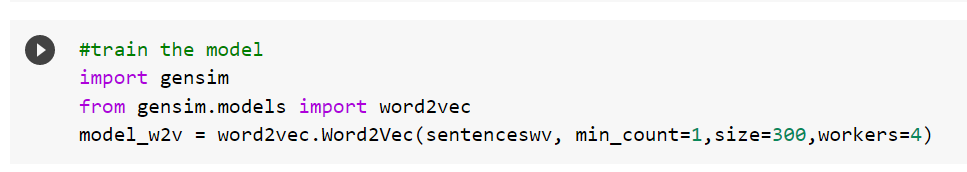 #train the model
import gensim
from gensim.models import word2vec
model_w2v = word2vec.Word2Vec(sentenceswv, min_count=1,size=300,workers=4)